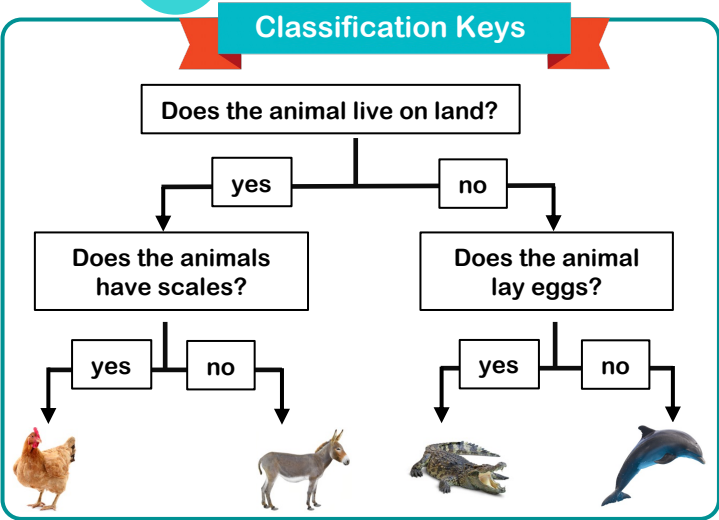 Classification Keys
Does the animal live on land?
yes
no
Does the animals
have scales?
Does the animal
lay eggs?
yes
no
yes
no